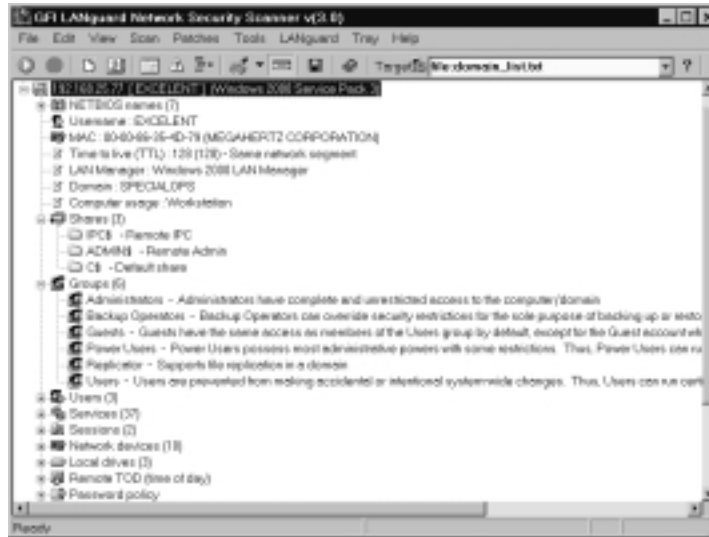 GFI LANguard Network Security Scanner v(3.0)
File Edit View Scan Patches Tools LANguard Tray Help
Target: file:domain_list.txt
192.168.25.77 [ EXCELENT ] (Windows 2000 Service Pack 3)
NETBIOS names (7)
Username : EXCELENT
MAC : 00-00-86-35-4D-79 (MEGAHERTZ CORPORATION)
Time to live (TTL) : 128 (128) - Same network segment
LAN Manager : Windows 2000 LAN Manager
Domain : SPECIALOPS
Computer usage : Workstation
Shares (3)
IPC$ - Remote IPC
ADMIN$ - Remote Admin
C$ - Default share
Groups (6)
Administrators - Administrators have complete and unrestricted access to the computer/domain
Backup Operators - Backup Operators can override security restrictions for the sole purpose of backing up or resto
Guests - Guests have the same access as members of the Users group by default, except for the Guest account wh
Power Users - Power Users possess most administrative powers with some restrictions. Thus, Power Users can ru
Replicator - Supports file replication in a domain
Users - Users are prevented from making accidental or intentional system-wide changes. Thus, Users can run certi
Users (3)
Services (37)
Sessions (2)
Network devices (18)
Local drives (3)
Remote TOD (time of day)
Password policy
Ready